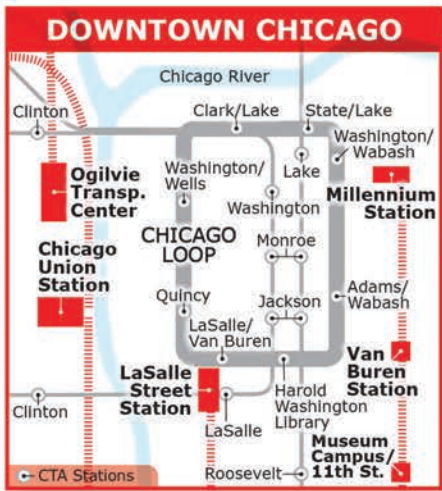 DOWNTOWN CHICAGO
Chicago River
Clinton
Clark/Lake
State/Lake
Washington/
Wabash
Ogilvie
Transp.
Center
Washington/
Wells
Lake
Washington
Millennium
Station
Chicago
Union
Station
CHICAGO
LOOP
Monroe
Quincy
Jackson
Adams/
Wabash
LaSalle/
Van Buren
LaSalle
Street
Station
Van
Buren
Station
Clinton
LaSalle
Harold
Washington
Library
Museum
Campus/
11th St.
Roosevelt
CTA Stations